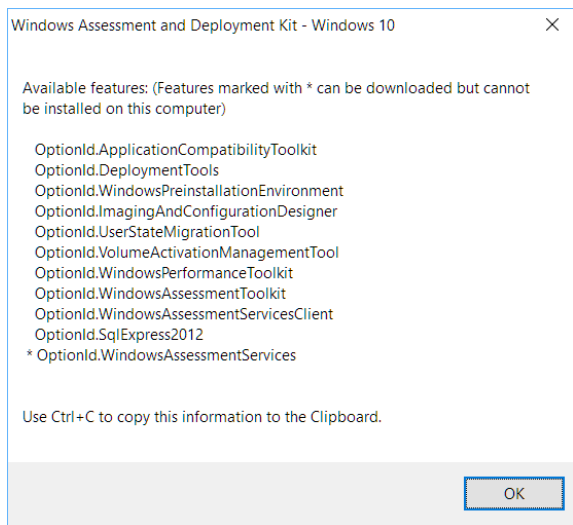 Windows Assessment and Deployment Kit - Windows 10
Available features: (Features marked with * can be downloaded but cannot
be installed on this computer)
OptionId.ApplicationCompatibilityToolkit
OptionId.DeploymentTools
OptionId.WindowsPreinstallationEnvironment
OptionId.ImagingAndConfigurationDesigner
OptionId.UserStateMigrationTool
OptionId.VolumeActivationManagementTool
OptionId.WindowsPerformanceToolkit
OptionId.WindowsAssessmentToolkit
OptionId.WindowsAssessmentServicesClient
OptionId.SqlExpress2012
* OptionId.WindowsAssessmentServices
Use Ctrl+C to copy this information to the Clipboard.
OK